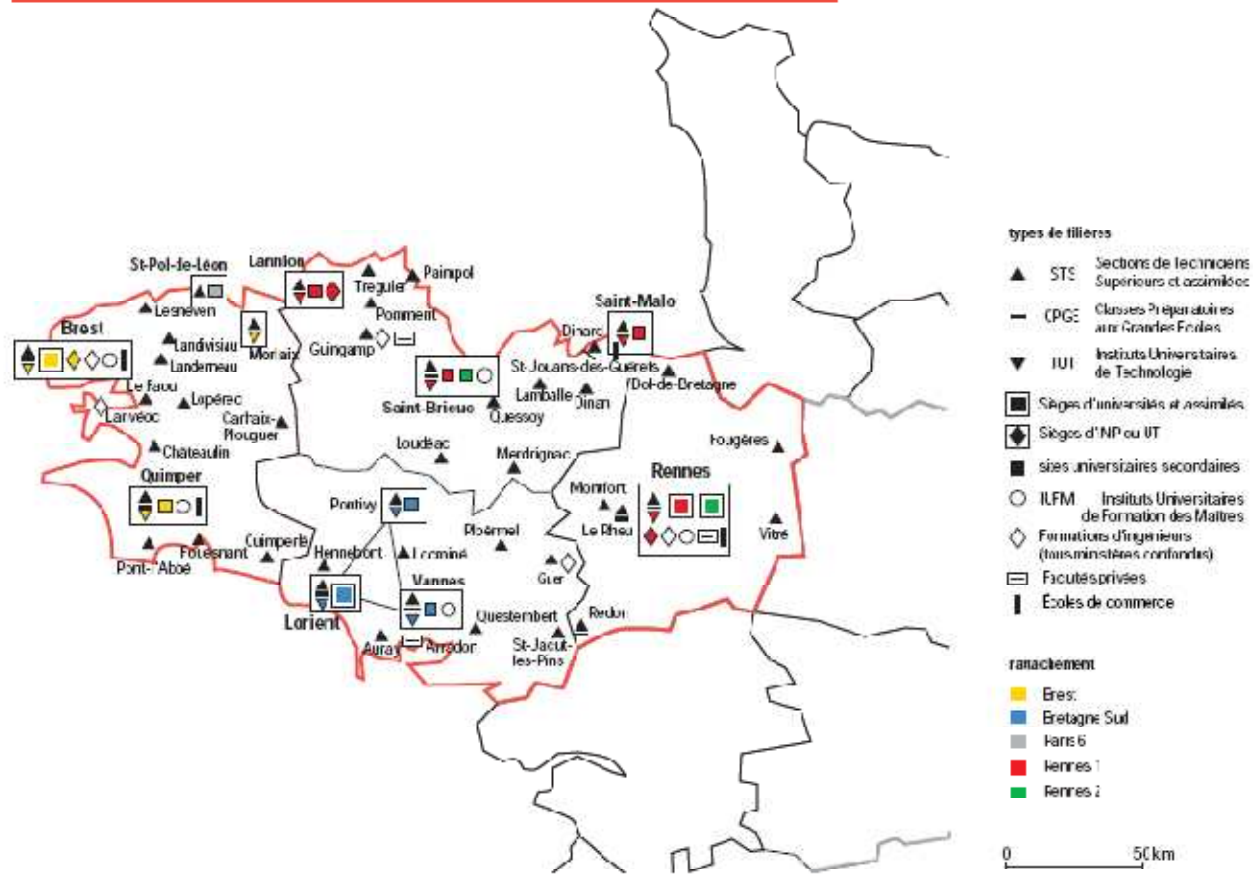 St-Pol-de-Léon
Lannion
Paimpol
Treguier
Lesneven
Pommerit
Saint-Malo
Brest
Landivisiau
Morlaix
Guingamp
Dinard
Landerneau
St-Jouans-des-Guérets
Dol-de-Bretagne
Le Faou
Lopérec
Lamballe
Dinan
Lanvéoc
Carhaix-
Plouguer
Saint-Brieuc
Quessoy
Châteaulin
Loudéac
Merdrignac
Fougères
Quimper
Rennes
Pontivy
Montfort
Ploërmel
Le Rheu
Vitré
Fouesnant
Quimperlé
Hennebont
Locminé
Pont-l'Abbé
Guer
Vannes
Lorient
Questembert
Redon
Auray
Arradon
St-Jacut-
les-Pins
types de filières
STS Sections de Techniciens
Supérieurs et assimilées
CPGE Classes Préparatoires
aux Grandes Ecoles
IUT Instituts Universitaires
de Technologie
Sièges d'universités et assimilés
Sièges d'INP ou UT
sites universitaires secondaires
IUFM Instituts Universitaires
de Formation des Maîtres
Formations d'ingénieurs
(tous ministères confondus)
Facultés privées
Écoles de commerce
rattachement
Brest
Bretagne Sud
Paris 6
Rennes 1
Rennes 2
0 50 km